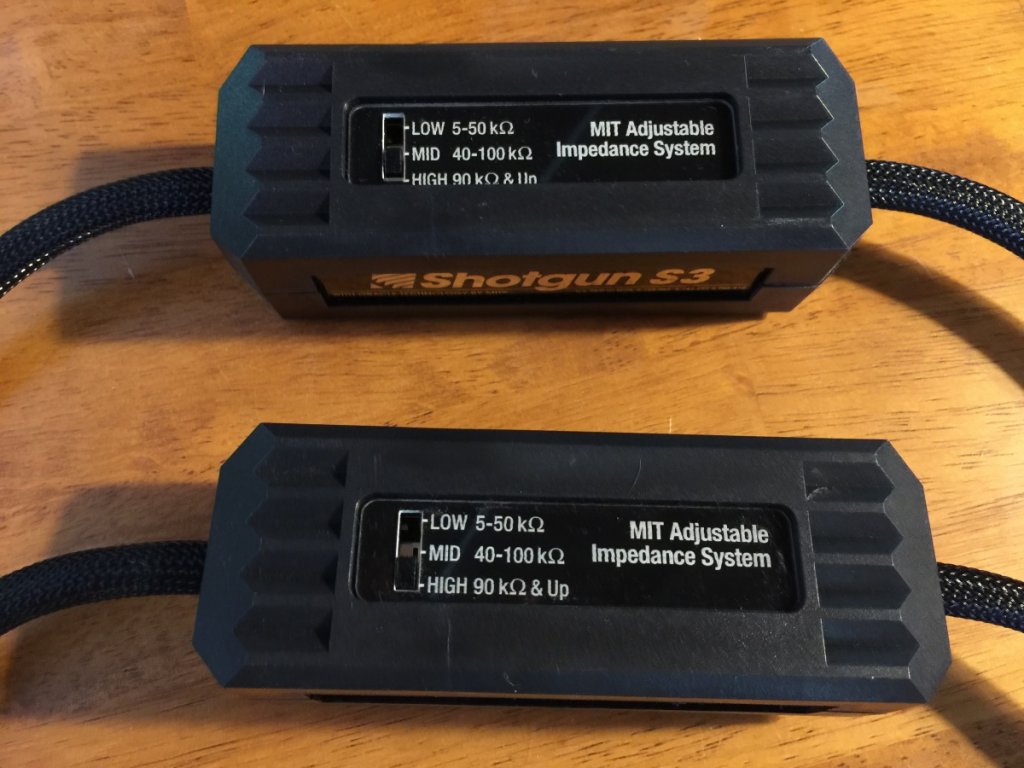 LOW 5-50 kΩ
MID 40-100 kΩ
HIGH 90 kΩ & Up
MIT Adjustable
Impedance System
Shotgun S3
LOW 5-50 kΩ
MID 40-100 kΩ
HIGH 90 kΩ & Up
MIT Adjustable
Impedance System